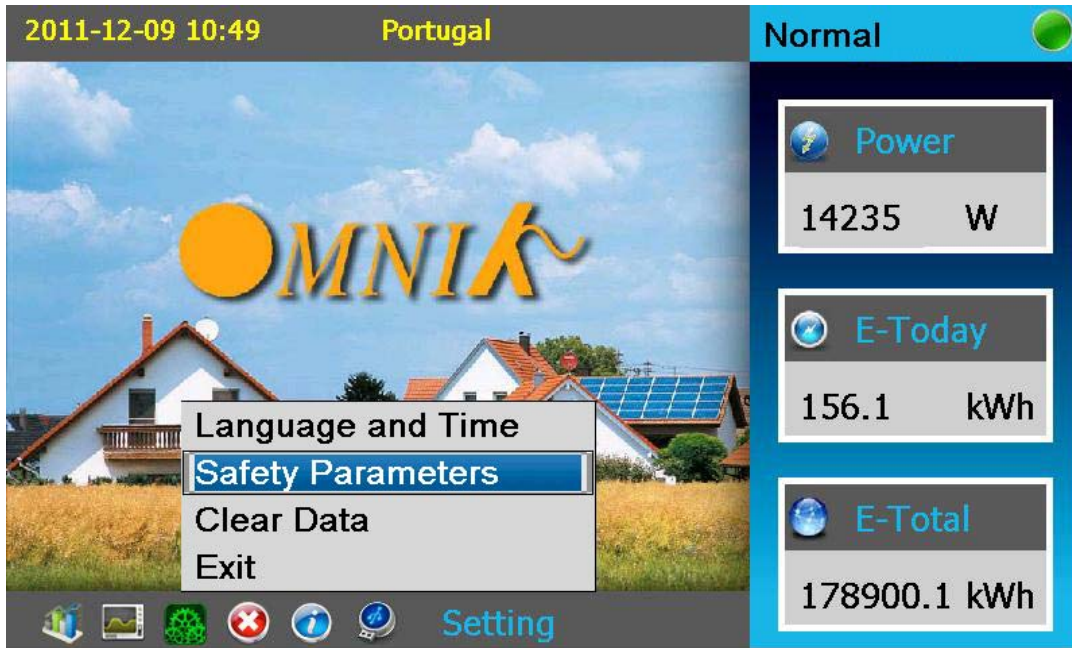 2011-12-09 10:49 Portugal
Normal
OMNIK
Language and Time
Safety Parameters
Clear Data
Exit
Setting
Power
14235 W
E-Today
156.1 kWh
E-Total
178900.1 kWh